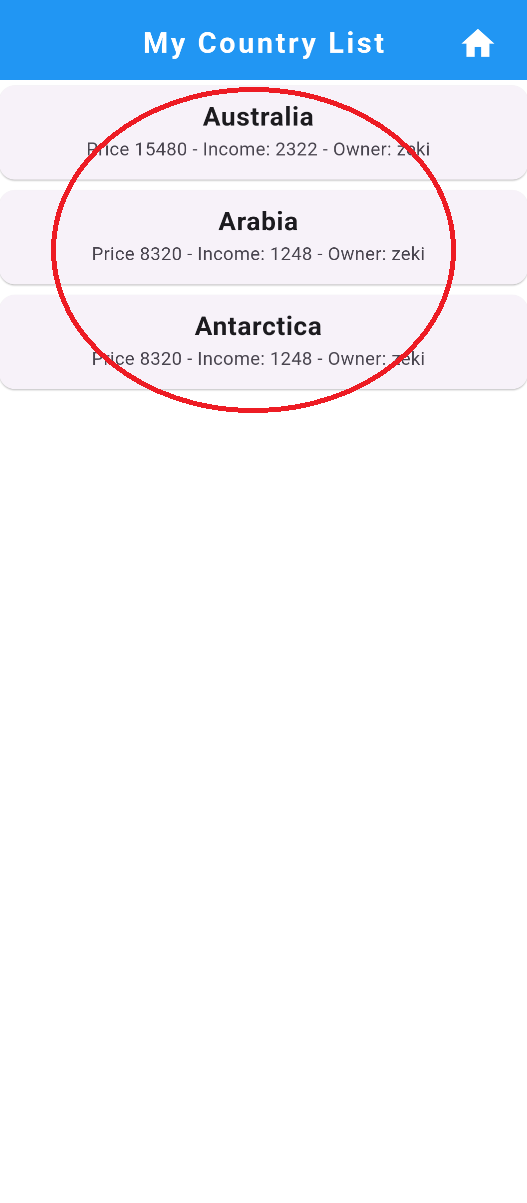 My Country List
Australia
Price 15480 - Income: 2322 - Owner: zeki
Arabia
Price 8320 - Income: 1248 - Owner: zeki
Antarctica
Price 8320 - Income: 1248 - Owner: zeki